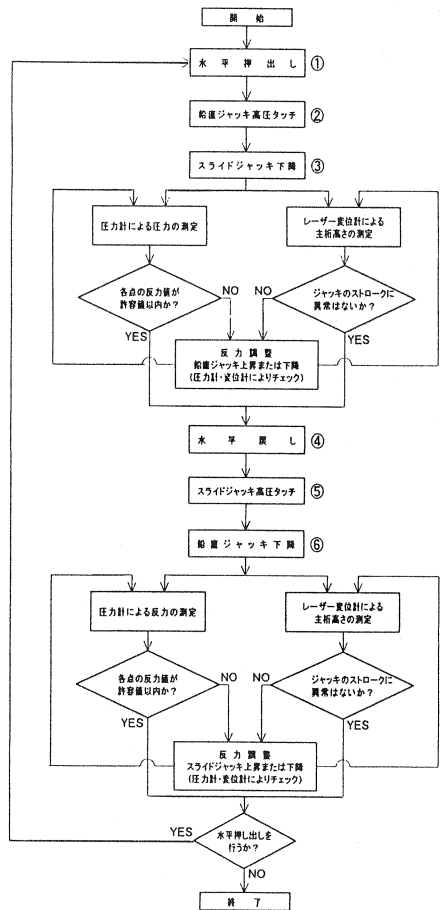 開始
水平押出し ①
鉛直ジャッキ高圧タッチ ②
スライドジャッキ下降 ③
圧力計による圧力の測定
レーザー変位計による
主桁高さの測定
各点の反力値が
許容値以内か?
NO
NO
ジャッキのストロークに
異常はないか?
YES
YES
反力調整
鉛直ジャッキ上昇または下降
(圧力計・変位計によりチェック)
水平戻し ④
スライドジャッキ高圧タッチ ⑤
鉛直ジャッキ下降 ⑥
圧力計による反力の測定
レーザー変位計による
主桁高さの測定
各点の反力値が
許容値以内か?
NO
NO
ジャッキのストロークに
異常はないか?
YES
YES
反力調整
スライドジャッキ上昇または下降
(圧力計・変位計によりチェック)
YES
水平押し出しを
行うか?
NO
終了